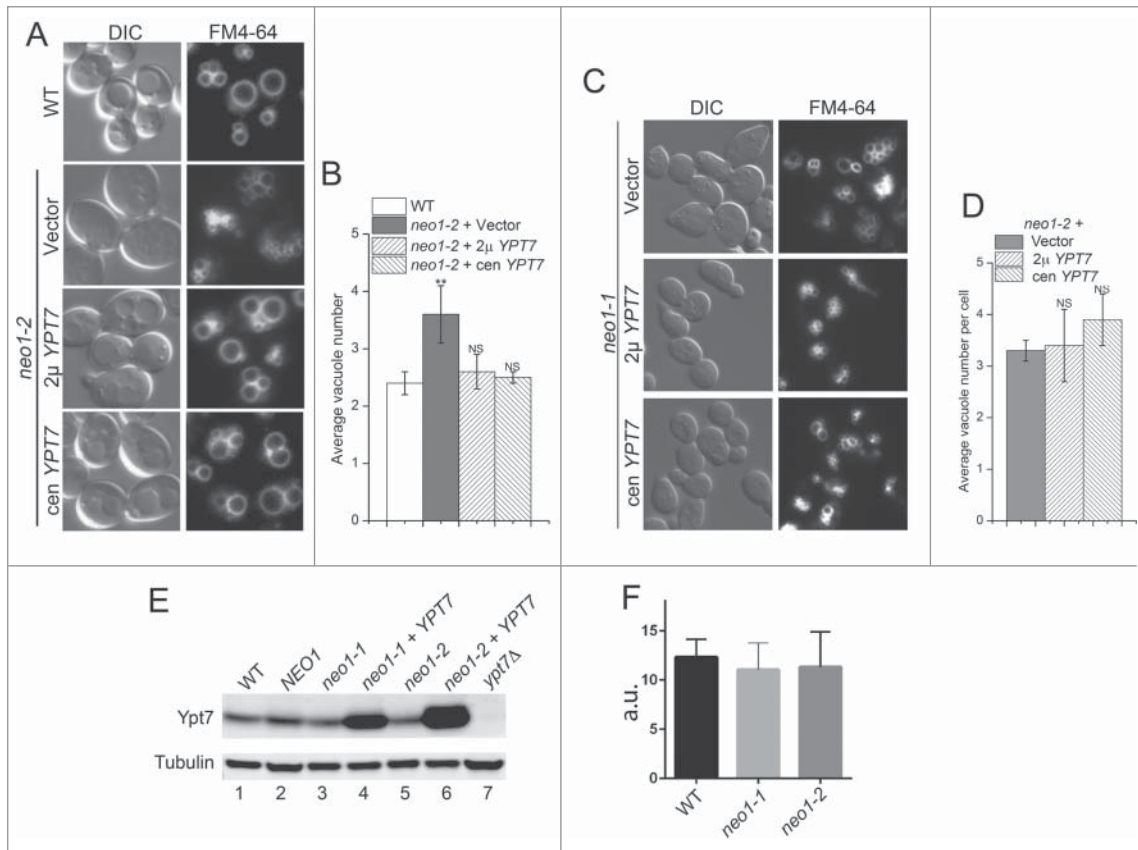 A
DIC FM4-64
WT
Vector
2µ YPT7
cen YPT7
neo1-2
B
WT
neo1-2 + Vector
neo1-2 + 2µ YPT7
neo1-2 + cen YPT7
Average vacuole number
5
4
3
2
1
0
**
NS
NS
C
DIC FM4-64
Vector
2µ YPT7
cen YPT7
neo1-1
D
neo1-2 +
Vector
2µ YPT7
cen YPT7
Average vacuole number per cell
5
4
3
2
1
0
NS
NS
E
WT NEO1 neo1-1 neo1-1 + YPT7 neo1-2 neo1-2 + YPT7 ypt7Δ
Ypt7
Tubulin
1 2 3 4 5 6 7
F
a.u.
15
10
5
0
WT neo1-1 neo1-2